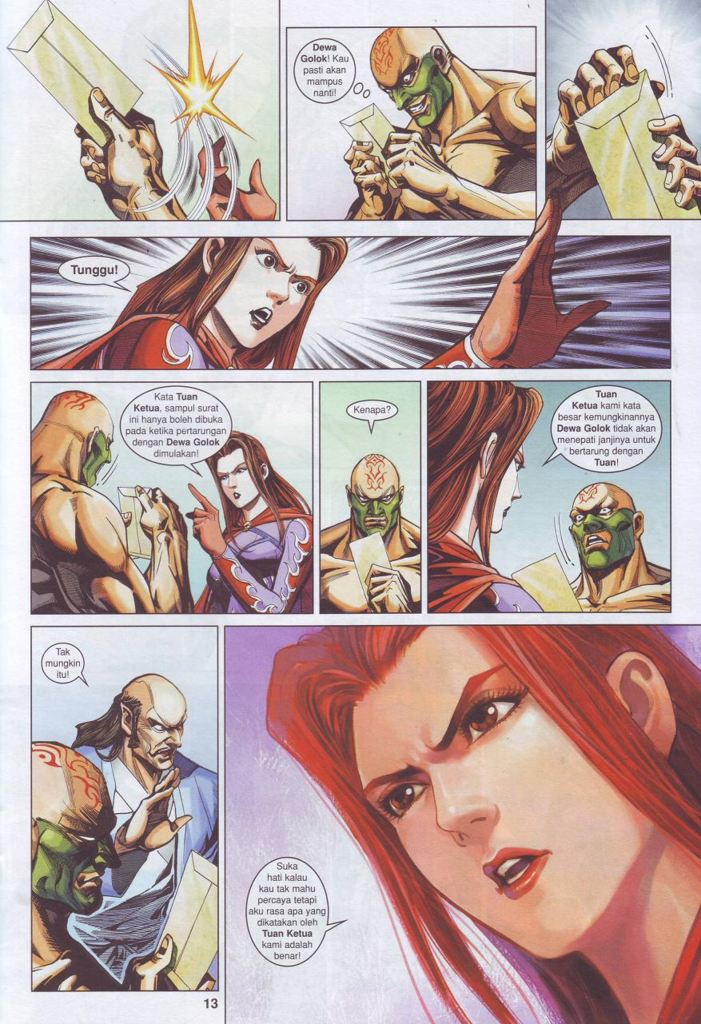 Dewa
Golok! Kau
pasti akan
mampus
nanti!
Tunggu!
Kata Tuan
Ketua, sampul surat
ini hanya boleh dibuka
pada ketika pertarungan
dengan Dewa Golok
dimulakan!
Kenapa?
Tuan
Ketua kami kata
besar kemungkinannya
Dewa Golok tidak akan
menepati janjinya untuk
bertarung dengan
Tuan!
Tak
mungkin
itu!
Suka
hati kalau
kau tak mahu
percaya tetapi
aku rasa apa yang
dikatakan oleh
Tuan Ketua
kami adalah
benar!
13